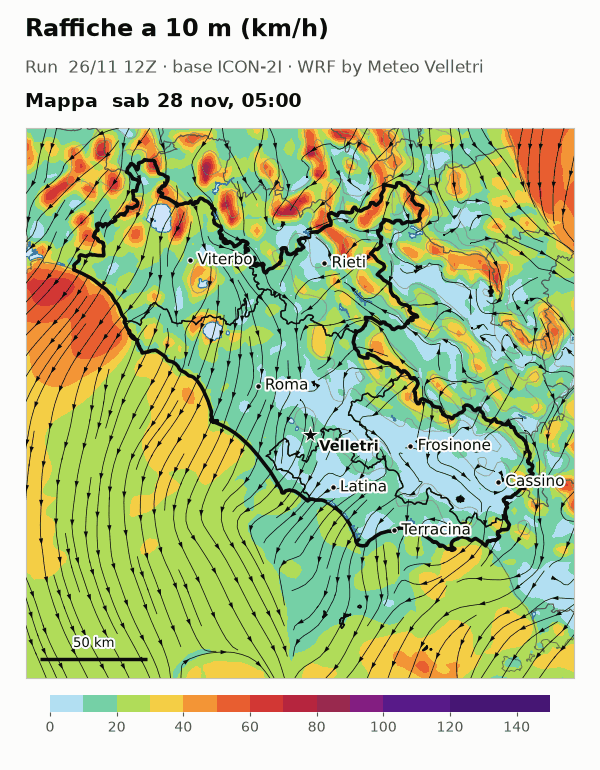 Raffiche a 10 m (km/h)
Run 26/11 12Z · base ICON-2I · WRF by Meteo Velletri
Mappa sab 28 nov, 05:00
Viterbo
Rieti
Roma
Velletri
Frosinone
Cassino
Latina
Terracina
50 km
0 20 40 60 80 100 120 140